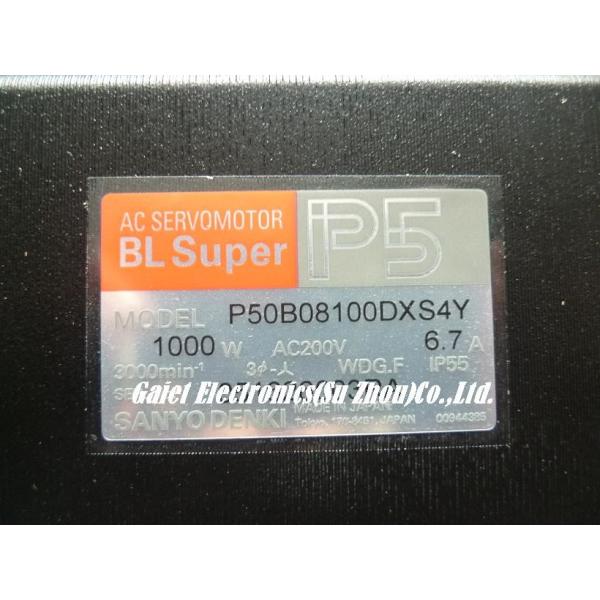 AC SERVOMOTOR
BL Super
P5
MODEL P50B08100DXS4Y
1000 W AC200V 6.7 A
3000min-1 3ϕ-人 WDG.F IP55
Gaiet Electronics(Su Zhou)Co.,Ltd.
SANYO DENKI MADE IN JAPAN
Tokyo, JAPAN